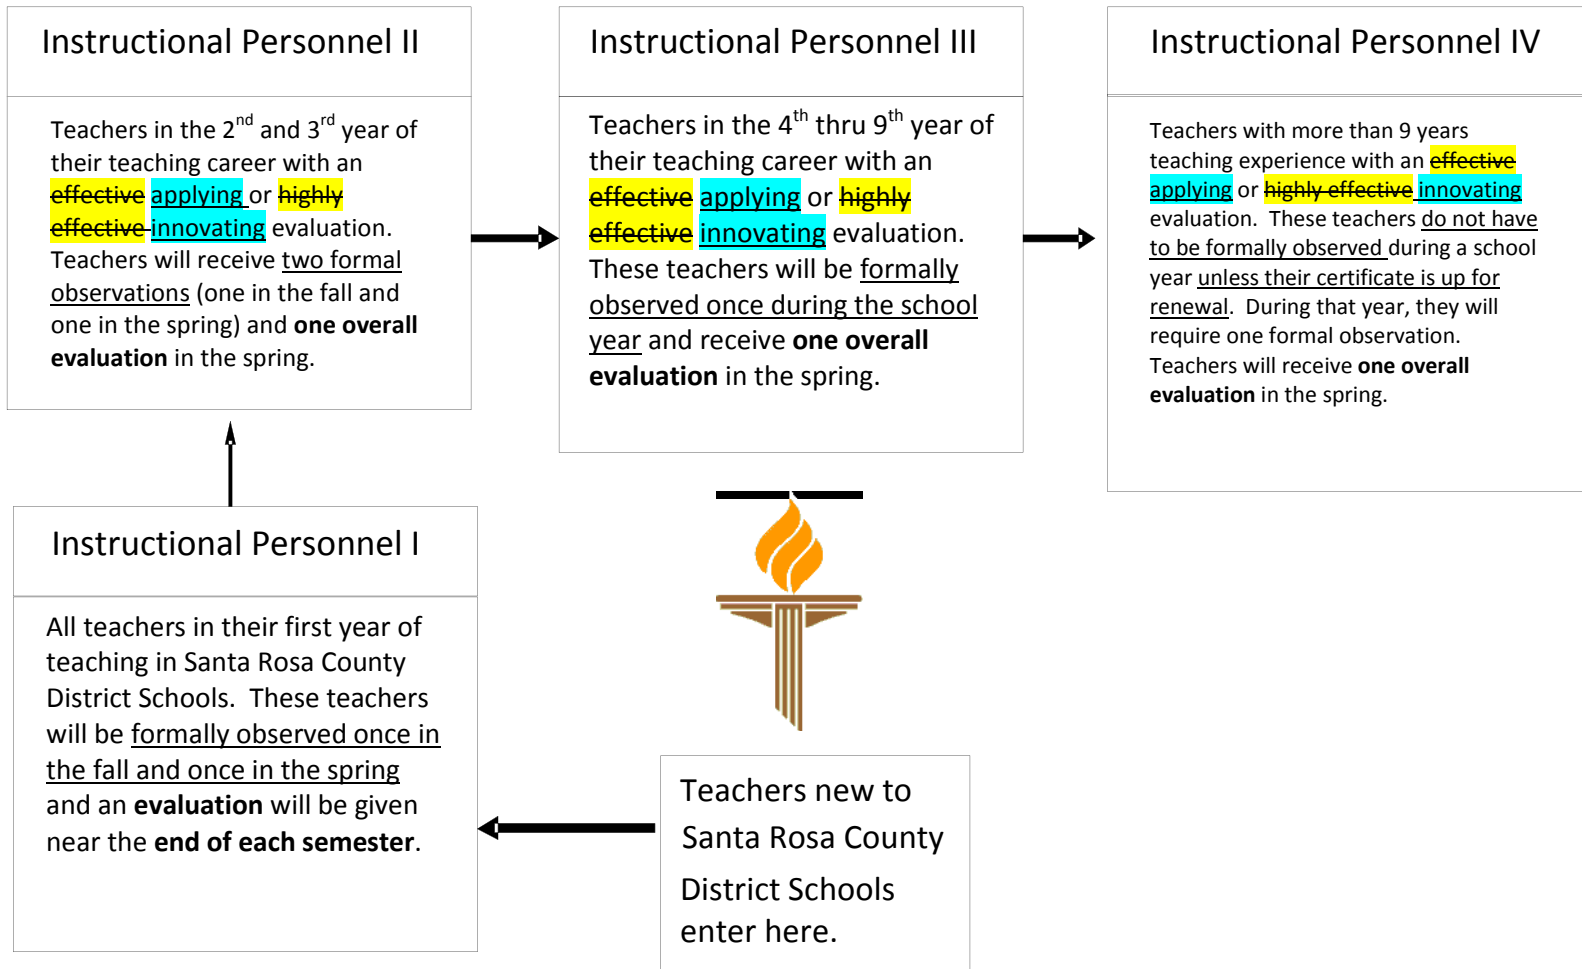 Instructional Personnel II
Teachers in the 2nd and 3rd year of
their teaching career with an
effective applying or highly
effective innovating evaluation.
Teachers will receive two formal
observations (one in the fall and
one in the spring) and one overall
evaluation in the spring.
Instructional Personnel III
Teachers in the 4th thru 9th year of
their teaching career with an
effective applying or highly
effective innovating evaluation.
These teachers will be formally
observed once during the school
year and receive one overall
evaluation in the spring.
Instructional Personnel IV
Teachers with more than 9 years
teaching experience with an effective
applying or highly effective innovating
evaluation. These teachers do not have
to be formally observed during a school
year unless their certificate is up for
renewal. During that year, they will
require one formal observation.
Teachers will receive one overall
evaluation in the spring.
Instructional Personnel I
All teachers in their first year of
teaching in Santa Rosa County
District Schools. These teachers
will be formally observed once in
the fall and once in the spring
and an evaluation will be given
near the end of each semester.
Teachers new to
Santa Rosa County
District Schools
enter here.